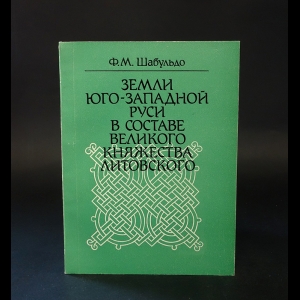 Ф.М. Шабульдо
ЗЕМЛИ
ЮГО-ЗАПАДНОЙ
РУСИ
В СОСТАВЕ
ВЕЛИКОГО
КНЯЖЕСТВА
ЛИТОВСКОГО